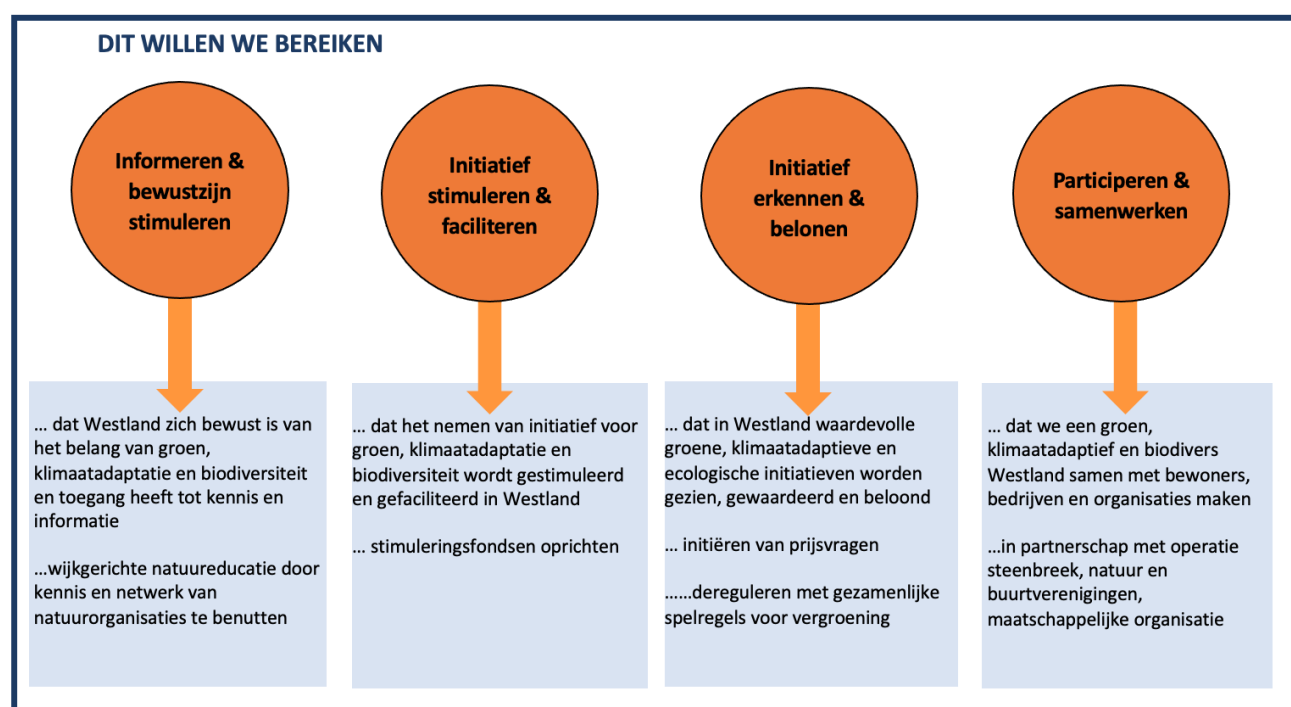 DIT WILLEN WE BEREIKEN
Informeren &
bewustzijn
stimuleren
Initiatief
stimuleren &
faciliteren
Initiatief
erkennen &
belonen
Participeren &
samenwerken
... dat Westland zich bewust is van
het belang van groen,
klimaatadaptatie en biodiversiteit
en toegang heeft tot kennis en
informatie
...wijkgerichte natuureducatie door
kennis en netwerk van
natuurorganisaties te benutten
... dat het nemen van initiatief voor
groen, klimaatadaptatie en
biodiversiteit wordt gestimuleerd
en gefaciliteerd in Westland
... stimuleringsfondsen oprichten
... dat in Westland waardevolle
groene, klimaatadaptieve en
ecologische initiatieven worden
gezien, gewaardeerd en beloond
... initiëren van prijsvragen
......dereguleren met gezamenlijke
spelregels voor vergroening
... dat we een groen,
klimaatadaptief en biodivers
Westland samen met bewoners,
bedrijven en organisaties maken
...in partnerschap met operatie
steenbreek, natuur en
buurtverenigingen,
maatschappelijke organisatie